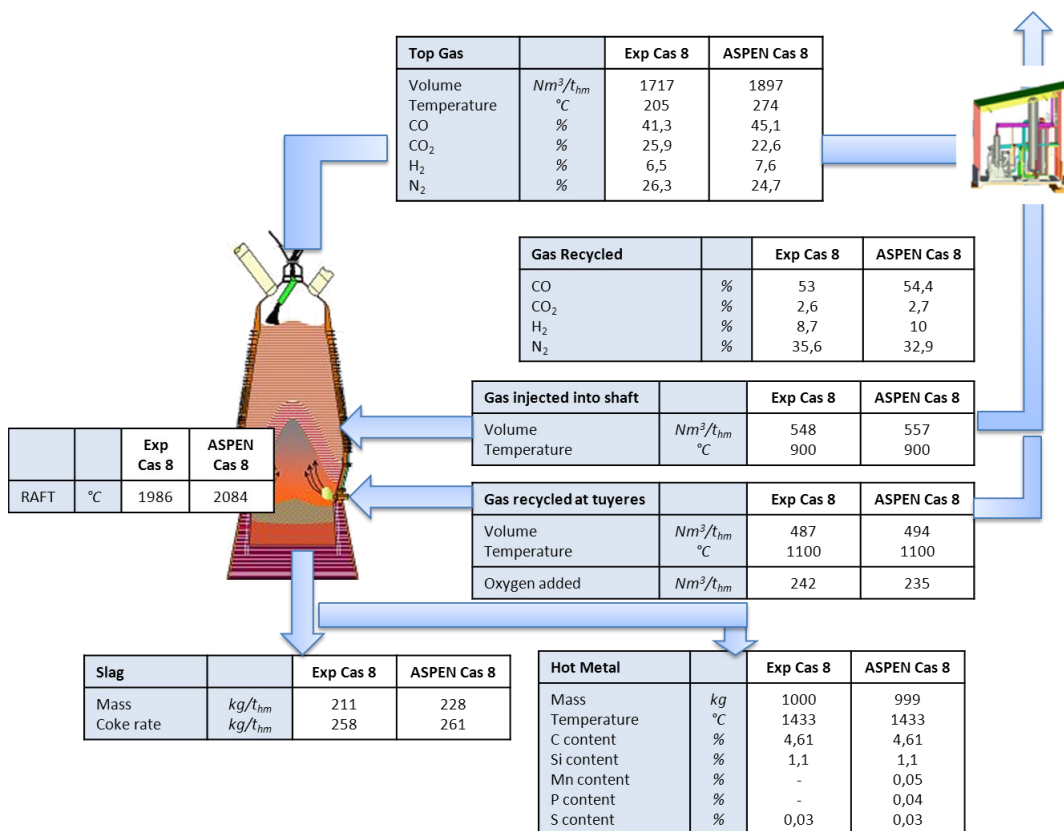 Top Gas Exp Cas 8 ASPEN Cas 8
Volume Nm³/t_hm 1717 1897
Temperature °C 205 274
CO % 41,3 45,1
CO₂ % 25,9 22,6
H₂ % 6,5 7,6
N₂ % 26,3 24,7
Gas Recycled Exp Cas 8 ASPEN Cas 8
CO % 53 54,4
CO₂ % 2,6 2,7
H₂ % 8,7 10
N₂ % 35,6 32,9
Gas injected into shaft Exp Cas 8 ASPEN Cas 8
Volume Nm³/t_hm 548 557
Temperature °C 900 900
Exp Cas 8 ASPEN Cas 8
RAFT °C 1986 2084
Gas recycled at tuyeres Exp Cas 8 ASPEN Cas 8
Volume Nm³/t_hm 487 494
Temperature °C 1100 1100
Oxygen added Nm³/t_hm 242 235
Slag Exp Cas 8 ASPEN Cas 8
Mass kg/t_hm 211 228
Coke rate kg/t_hm 258 261
Hot Metal Exp Cas 8 ASPEN Cas 8
Mass kg 1000 999
Temperature °C 1433 1433
C content % 4,61 4,61
Si content % 1,1 1,1
Mn content % - 0,05
P content % - 0,04
S content % 0,03 0,03